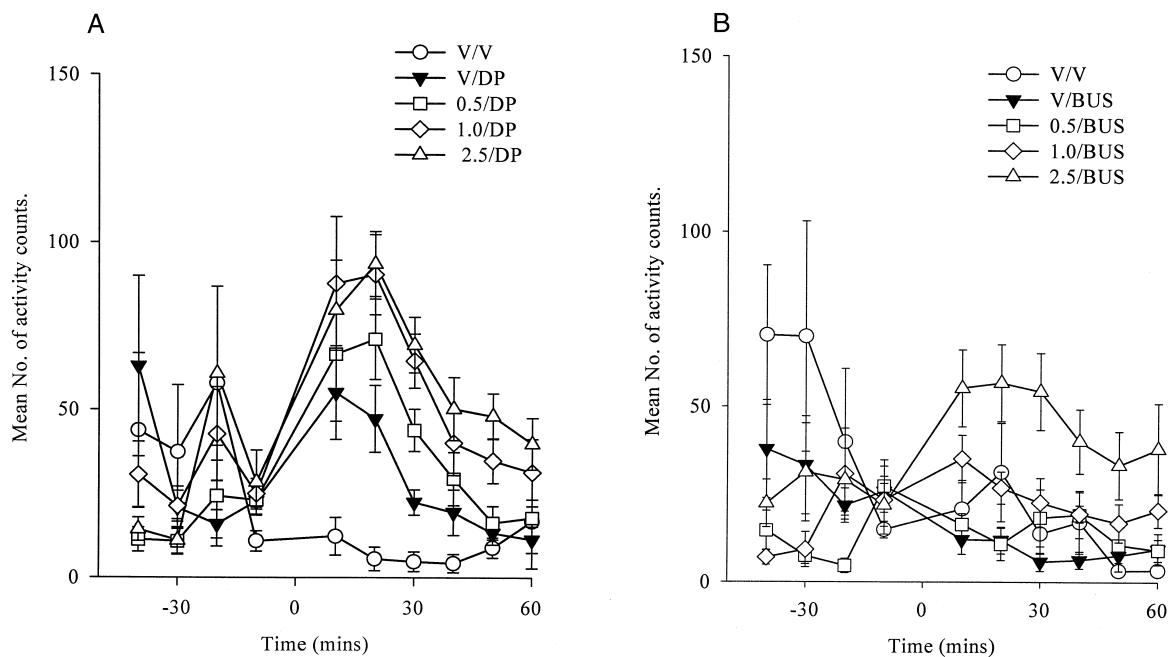 A
V/V
V/DP
0.5/DP
1.0/DP
2.5/DP
150
100
50
0
Mean No. of activity counts.
-30 0 30 60
Time (mins)
B
V/V
V/BUS
0.5/BUS
1.0/BUS
2.5/BUS
150
100
50
0
Mean No. of activity counts.
-30 0 30 60
Time (mins)